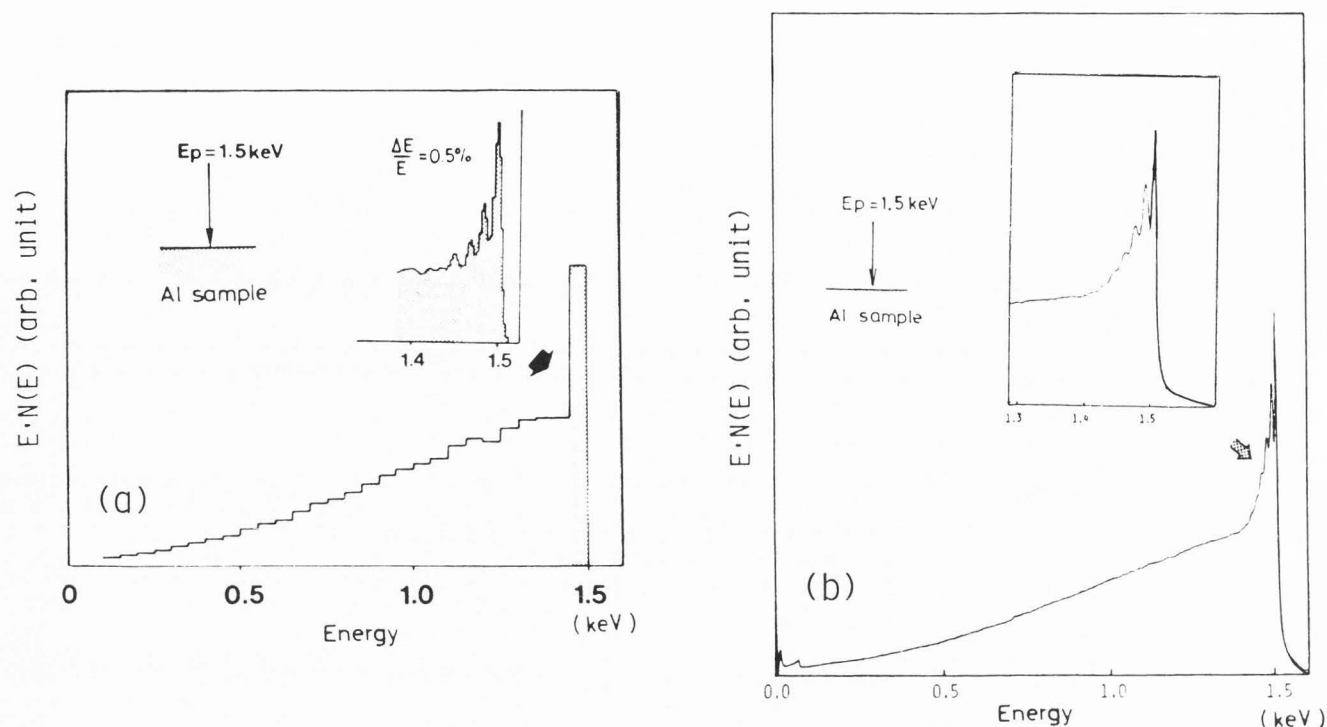 E·N(E) (arb. unit)
Ep=1.5keV
Al sample
ΔE/E = 0.5%
1.4 1.5
(a)
0 0.5 1.0 1.5
(keV)
Energy
E·N(E) (arb. unit)
Ep=1.5keV
Al sample
1.3 1.4 1.5
(b)
0.0 0.5 1.0 1.5
(keV)
Energy